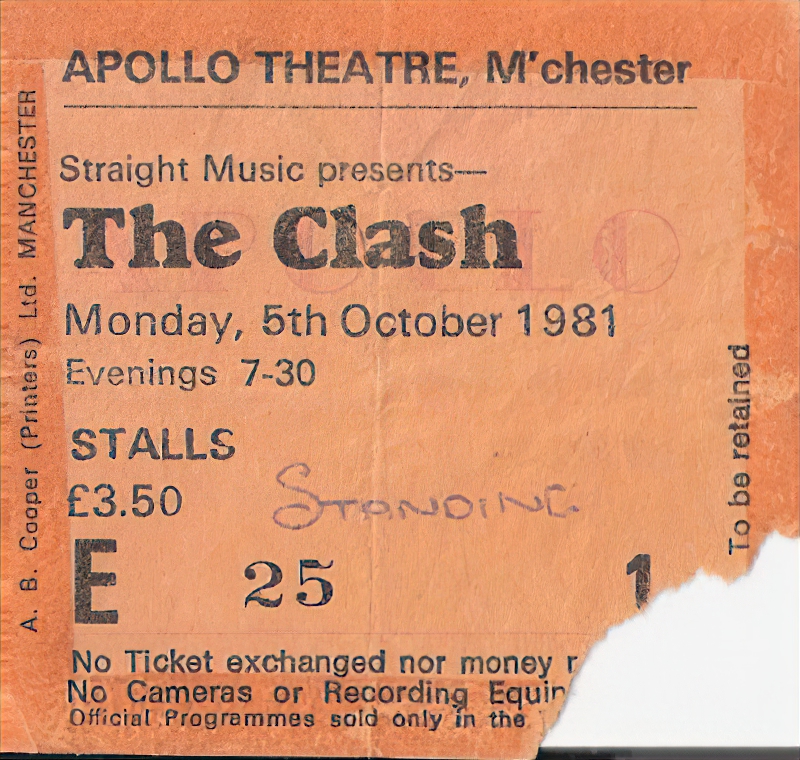 APOLLO THEATRE, M'chester
Straight Music presents—
The Clash
APOLLO
Monday, 5th October 1981
Evenings 7-30
STALLS
£3.50
STANDING
E 25 1
No Ticket exchanged nor money r
No Cameras or Recording Equip
Official Programmes sold only in the
A. B. Cooper (Printers) Ltd. MANCHESTER
To be retained